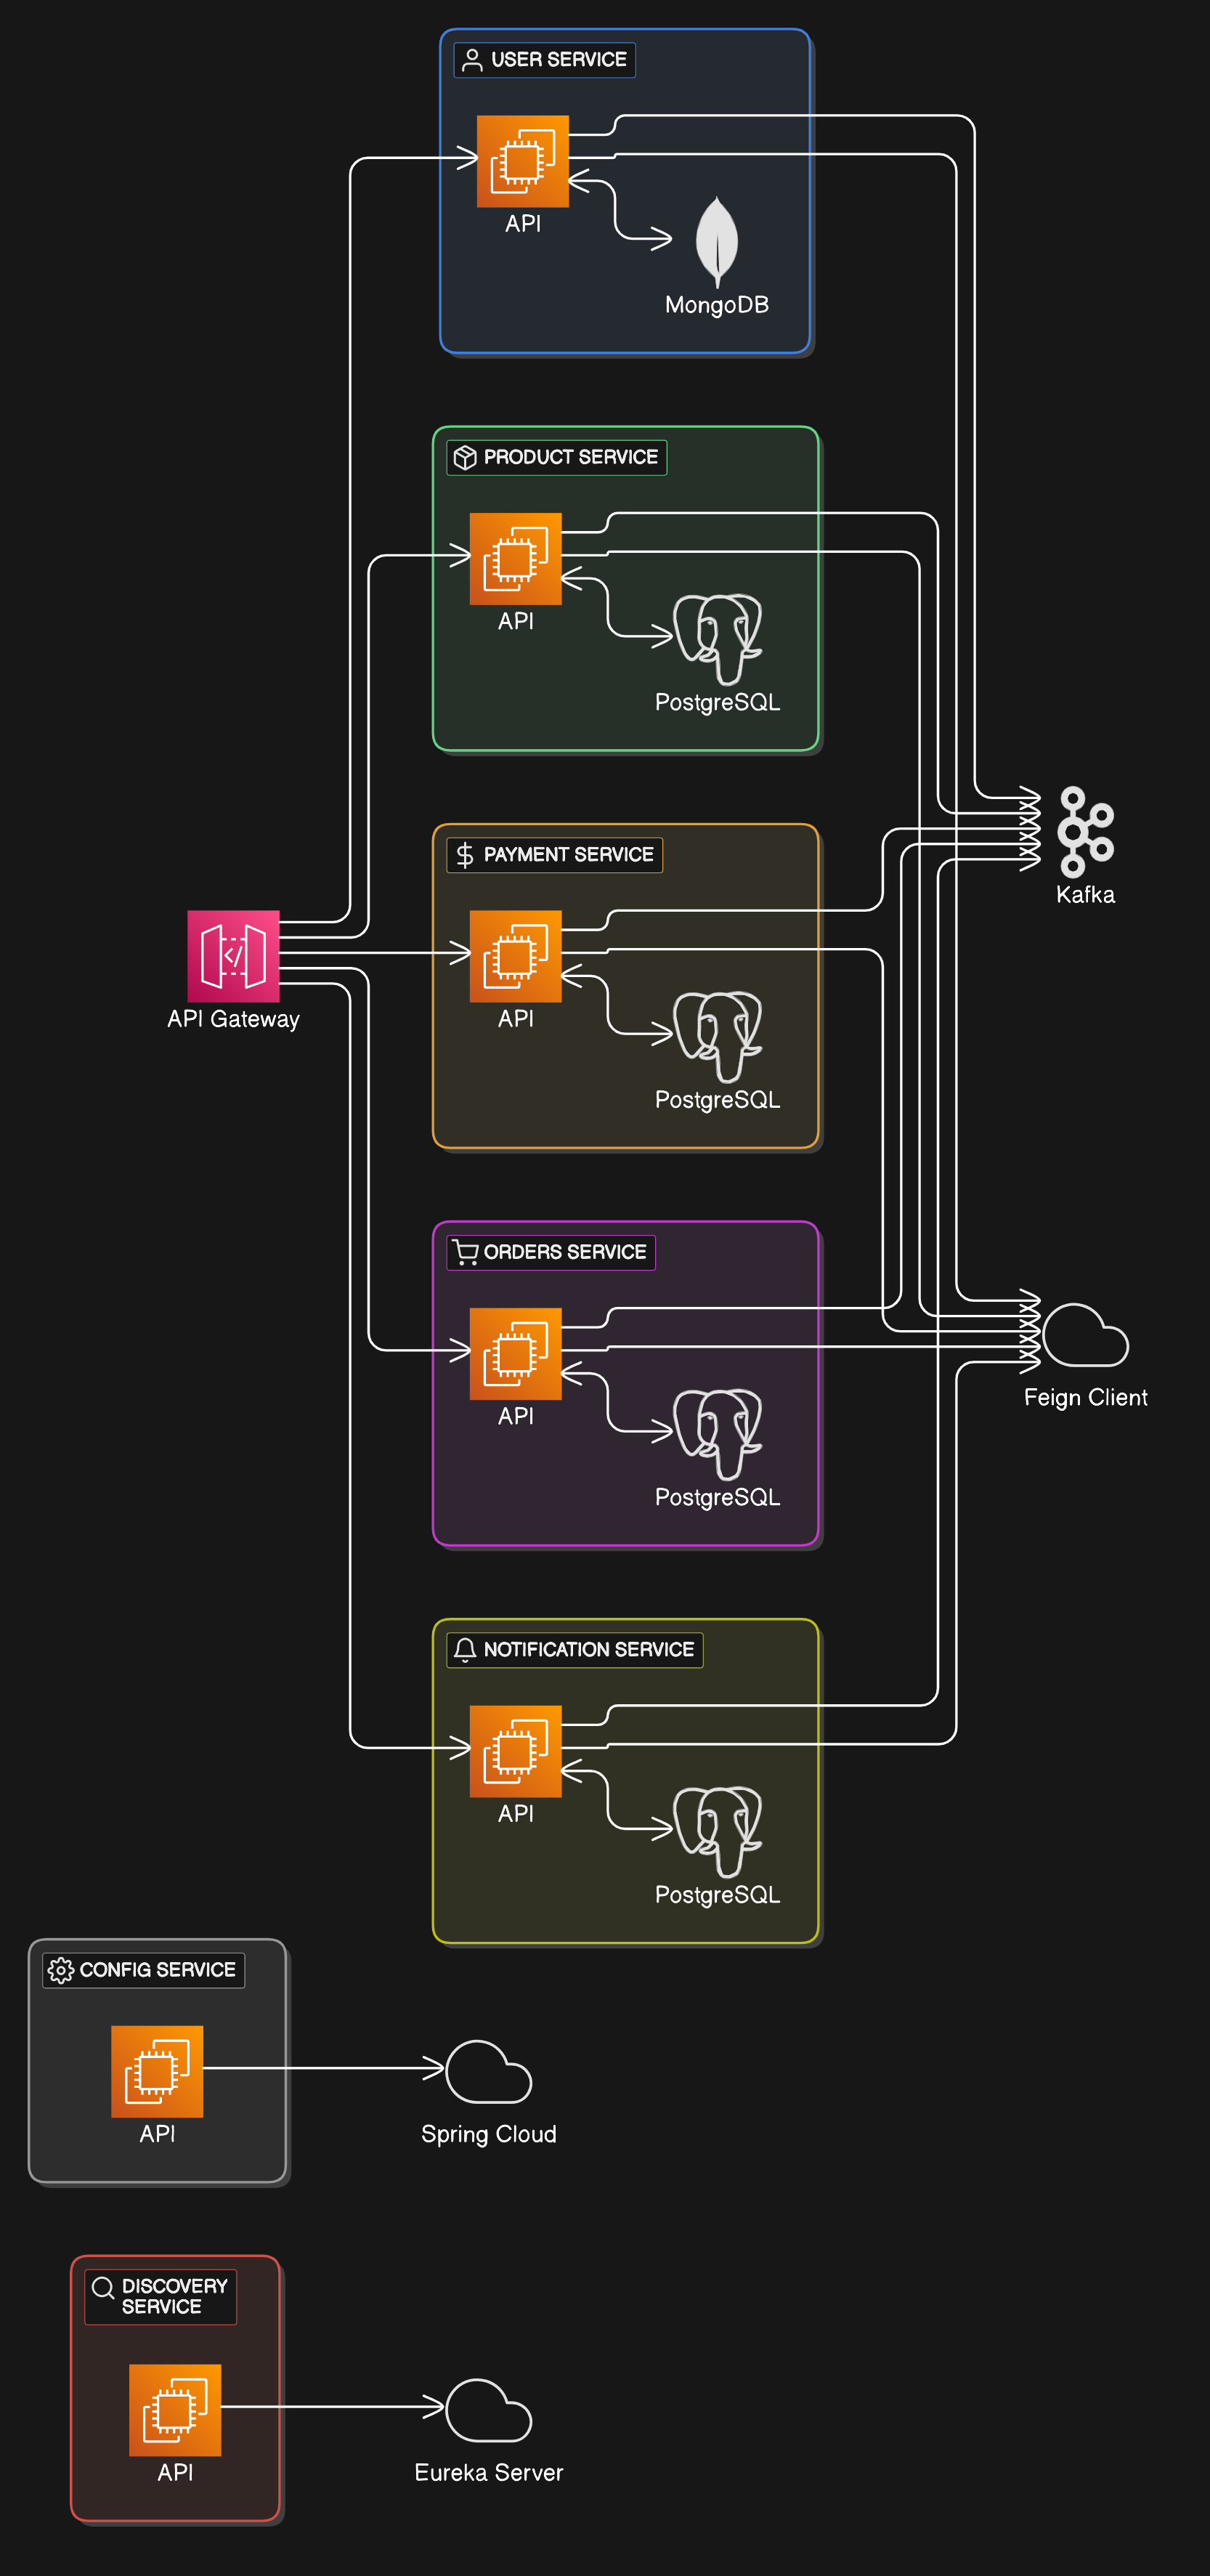 USER SERVICE
API
MongoDB
PRODUCT SERVICE
API
PostgreSQL
Kafka
PAYMENT SERVICE
API
PostgreSQL
API Gateway
ORDERS SERVICE
API
PostgreSQL
Feign Client
NOTIFICATION SERVICE
API
PostgreSQL
CONFIG SERVICE
API
Spring Cloud
DISCOVERY
SERVICE
API
Eureka Server